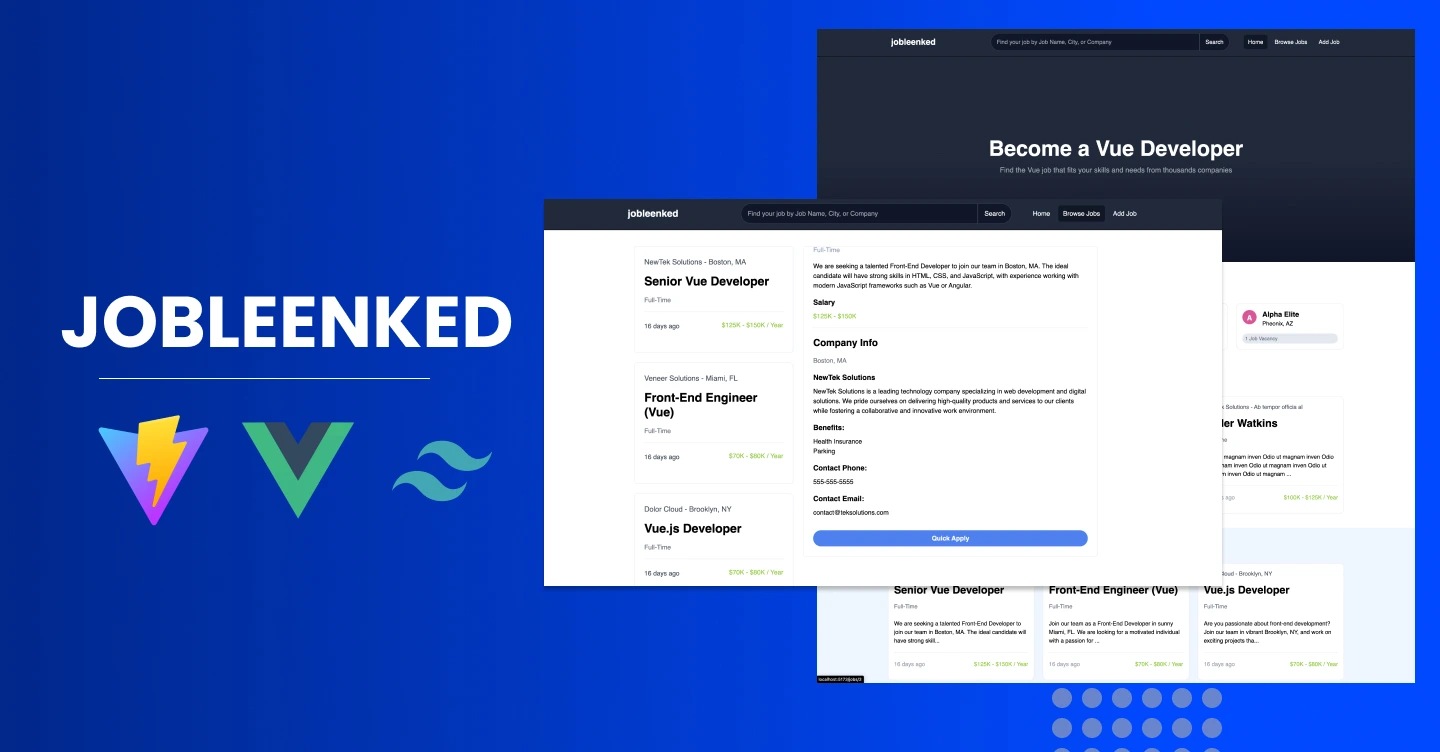 JOBLEENKED
jobleenked
Find your job by Job Name, City, or Company
Search
Home
Browse Jobs
Add Job
Become a Vue Developer
Find the Vue job that fits your skills and needs from thousands companies
jobleenked
Find your job by Job Name, City, or Company
Search
Home
Browse Jobs
Add Job
NewTek Solutions - Boston, MA
Senior Vue Developer
Full-Time
16 days ago
$125K - $150K / Year
Veneer Solutions - Miami, FL
Front-End Engineer
(Vue)
Full-Time
16 days ago
$70K - $80K / Year
Dolor Cloud - Brooklyn, NY
Vue.js Developer
Full-Time
16 days ago
$70K - $80K / Year
Full-Time
We are seeking a talented Front-End Developer to join our team in Boston, MA. The ideal
candidate will have strong skills in HTML, CSS, and JavaScript, with experience working with
modern JavaScript frameworks such as Vue or Angular.
Salary
$125K - $150K
Company Info
Boston, MA
NewTek Solutions
NewTek Solutions is a leading technology company specializing in web development and digital
solutions. We pride ourselves on delivering high-quality products and services to our clients
while fostering a collaborative and innovative work environment.
Benefits:
Health Insurance
Parking
Contact Phone:
555-555-5555
Contact Email:
contact@teksolutions.com
Quick Apply
A
Alpha Elite
Pheonix, AZ
1 Job Vacancy
Solutions - Ab tempor officia al
ler Watkins
magnam inven Odio ut magnam inven Odio
am inven Odio ut magnam inven Odio ut
inven Odio ut magnam ...
ago
$100K - $125K / Year
Cloud - Brooklyn, NY
Senior Vue Developer
Full-Time
We are seeking a talented Front-End Developer to
join our team in Boston, MA. The ideal candidate will
have strong skill...
16 days ago
$125K - $150K / Year
Front-End Engineer (Vue)
Full-Time
Join our team as a Front-End Developer in sunny
Miami, FL. We are looking for a motivated individual
with a passion for ...
16 days ago
$70K - $80K / Year
Vue.js Developer
Full-Time
Are you passionate about front-end development?
Join our team in vibrant Brooklyn, NY, and work on
exciting projects tha...
16 days ago
$70K - $80K / Year
localhost:5173/jobs/2